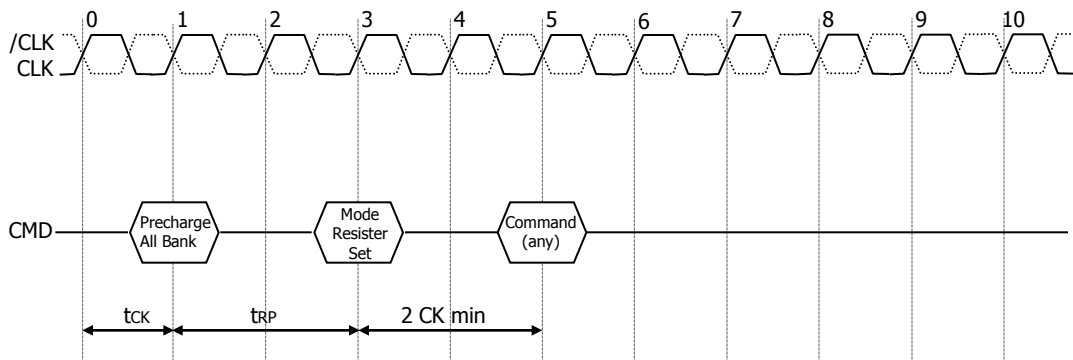 0 1 2 3 4 5 6 7 8 9 10
/CLK
CLK
CMD
Precharge
All Bank
Mode
Resister
Set
Command
(any)
tCK
tRP
2 CK min